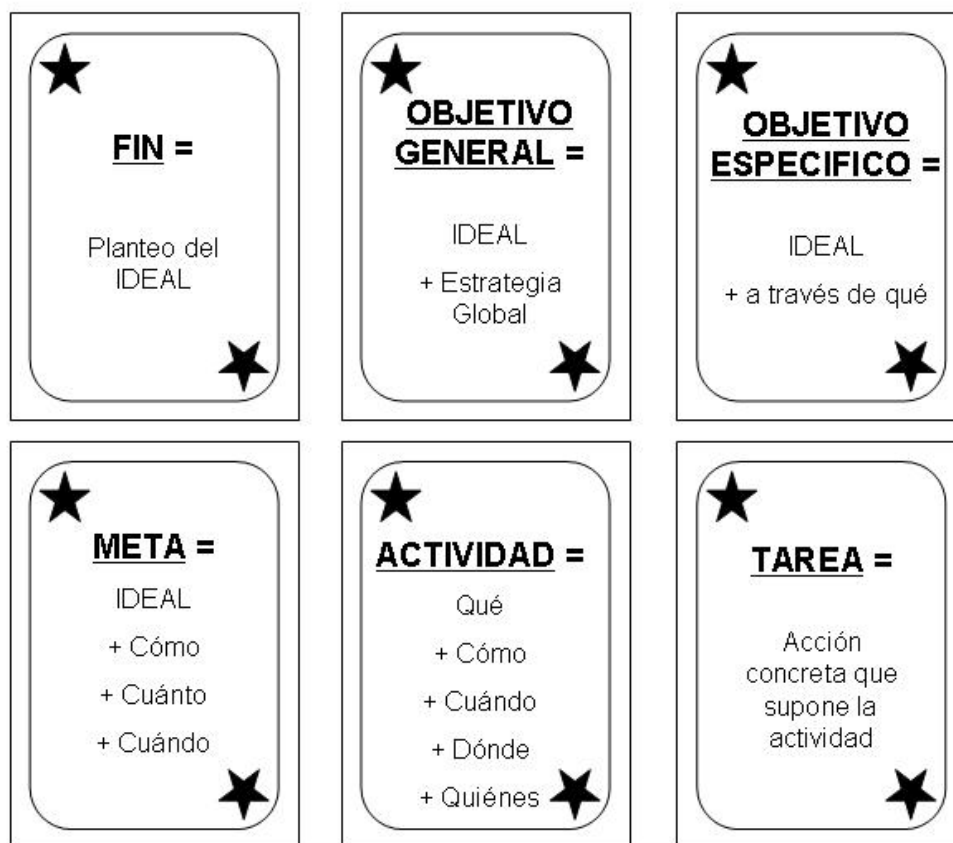 FIN =
Planteo del
IDEAL
OBJETIVO
GENERAL =
IDEAL
+ Estrategia
Global
OBJETIVO
ESPECIFICO =
IDEAL
+ a través de qué
META =
IDEAL
+ Cómo
+ Cuánto
+ Cuándo
ACTIVIDAD =
Qué
+ Cómo
+ Cuándo
+ Dónde
+ Quiénes
TAREA =
Acción
concreta que
supone la
actividad